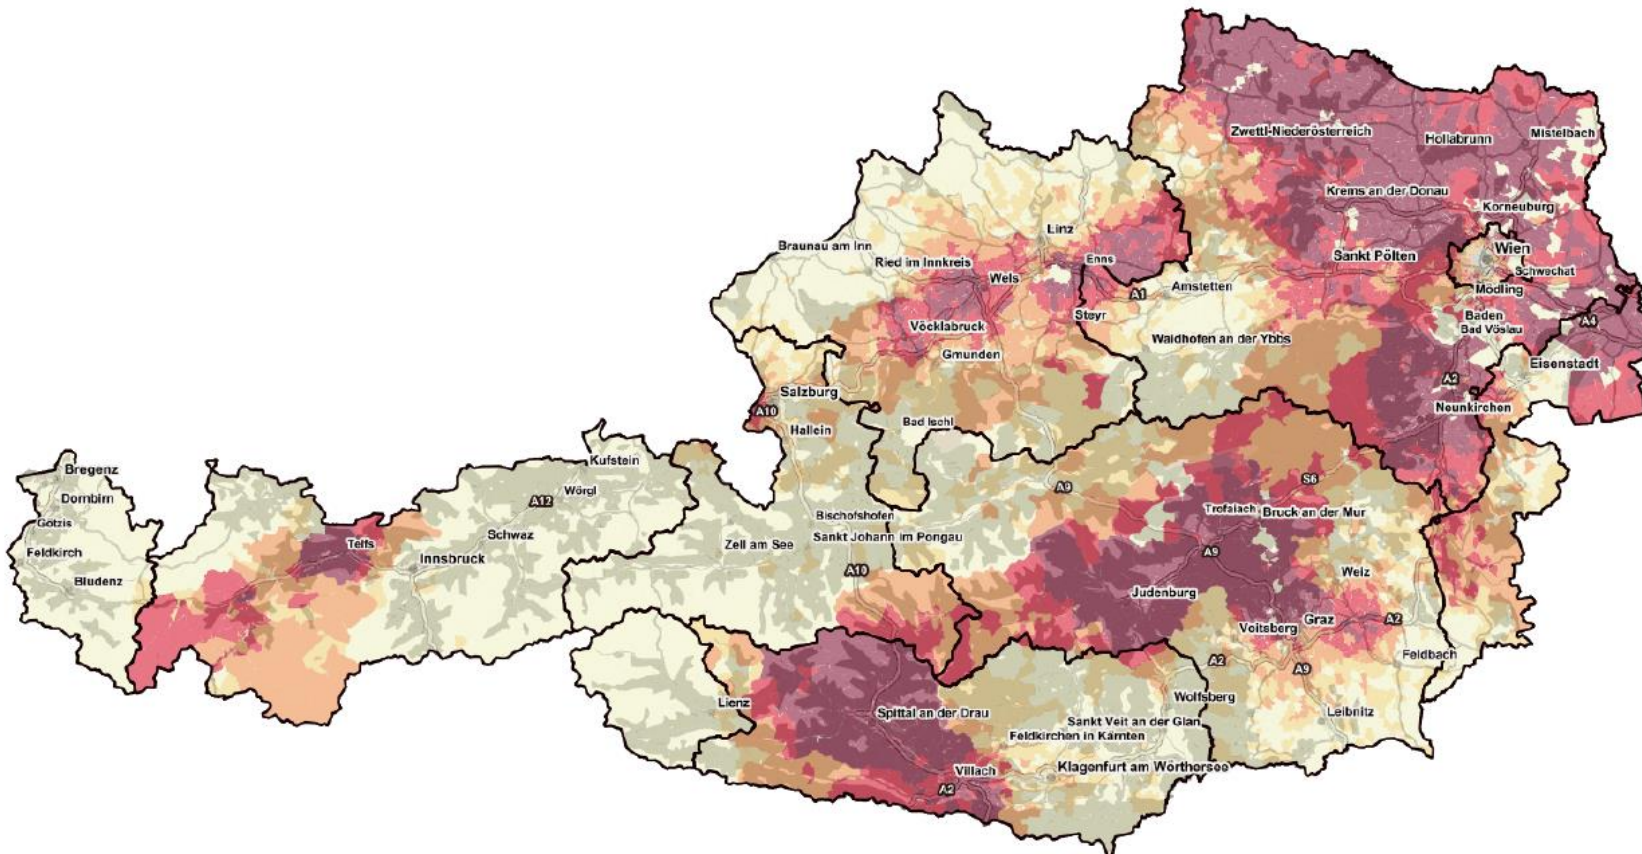 Zwettl-Niederösterreich
Hollabrunn
Mistelbach
Krems an der Donau
Korneuburg
Linz
Braunau am Inn
Ried im Innkreis
Enns
Wels
Sankt Pölten
Wien
Schwechat
Mödling
A1
Amstetten
Steyr
Vöcklabruck
Baden
Bad Vöslau
A4
Waldhofen an der Ybbs
Gmunden
Eisenstadt
Salzburg
A2
A10
Neunkirchen
Hallein
Bad Ischl
Bregenz
Kufstein
Dornbirn
Wörgl
A12
A9
S6
Götzis
Bischofshofen
Trofaiach
Bruck an der Mur
Schwaz
Sankt Johann im Pongau
Telfs
Zell am See
Feldkirch
Innsbruck
A9
Bludenz
A10
Weiz
Judenburg
Graz
A2
Voitsberg
Feldbach
A2
A9
Wolfsberg
Lienz
Spittal an der Drau
Leibnitz
Sankt Veit an der Glan
Feldkirchen in Kärnten
Villach
Klagenfurt am Wörthersee
A2